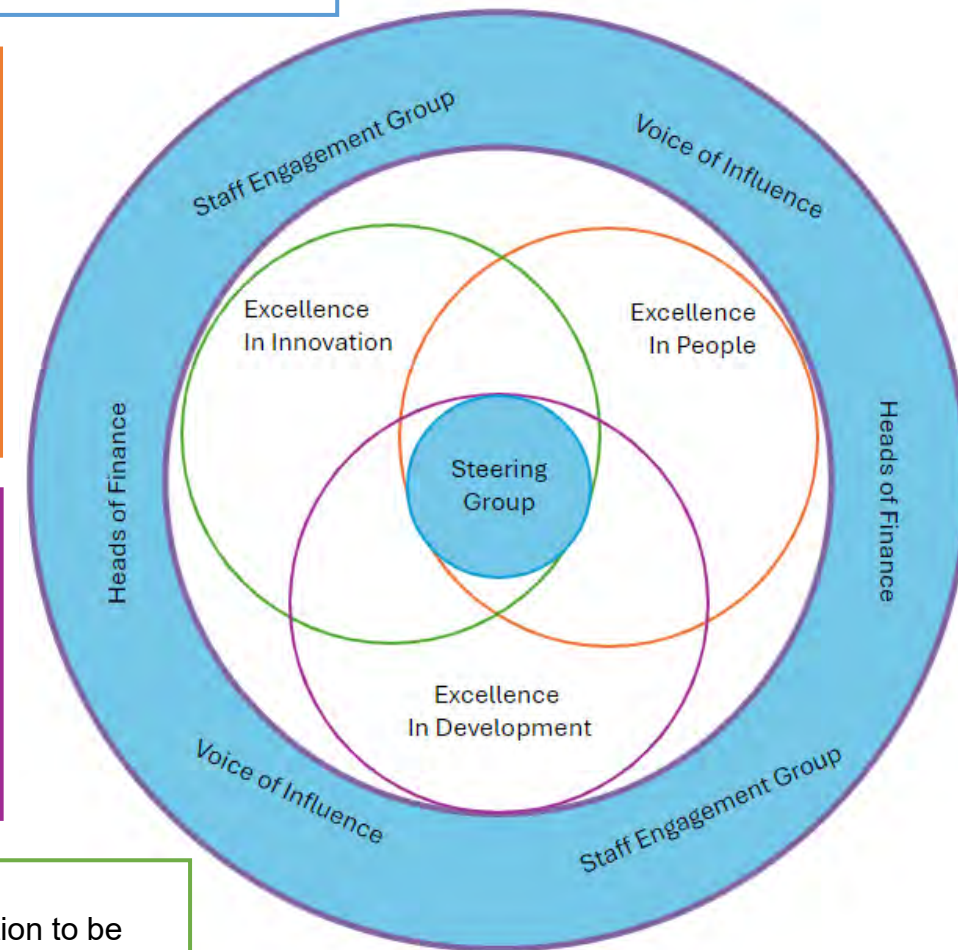 Staff Engagement Group
Voice of Influence
Excellence
In Innovation
Excellence
In People
Heads of Finance
Steering
Group
Heads of Finance
Excellence
In Development
Voice of Influence
Staff Engagement Group
ion to be